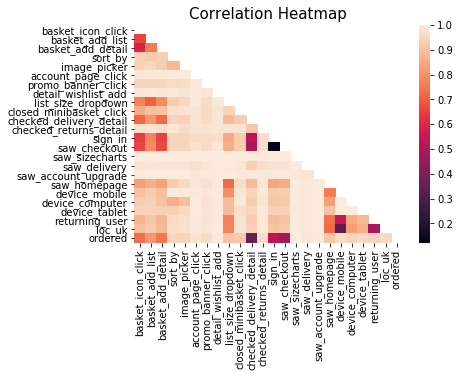 Correlation Heatmap
basket_icon_click
basket_add_list
basket_add_detail
sort_by
image_picker
account_page_click
promo_banner_click
detail_wishlist_add
list_size_dropdown
closed_minibasket_click
checked_delivery_detail
checked_returns_detail
sign_in
saw_checkout
saw_sizecharts
saw_delivery
saw_account_upgrade
saw_homepage
device_mobile
device_computer
device_tablet
returning_user
loc_uk
ordered
basket_icon_click
basket_add_list
basket_add_detail
sort_by
image_picker
account_page_click
promo_banner_click
detail_wishlist_add
list_size_dropdown
closed_minibasket_click
checked_delivery_detail
checked_returns_detail
sign_in
saw_checkout
saw_sizecharts
saw_delivery
saw_account_upgrade
saw_homepage
device_mobile
device_computer
device_tablet
returning_user
loc_uk
ordered
1.0
0.9
0.8
0.7
0.6
0.5
0.4
0.3
0.2